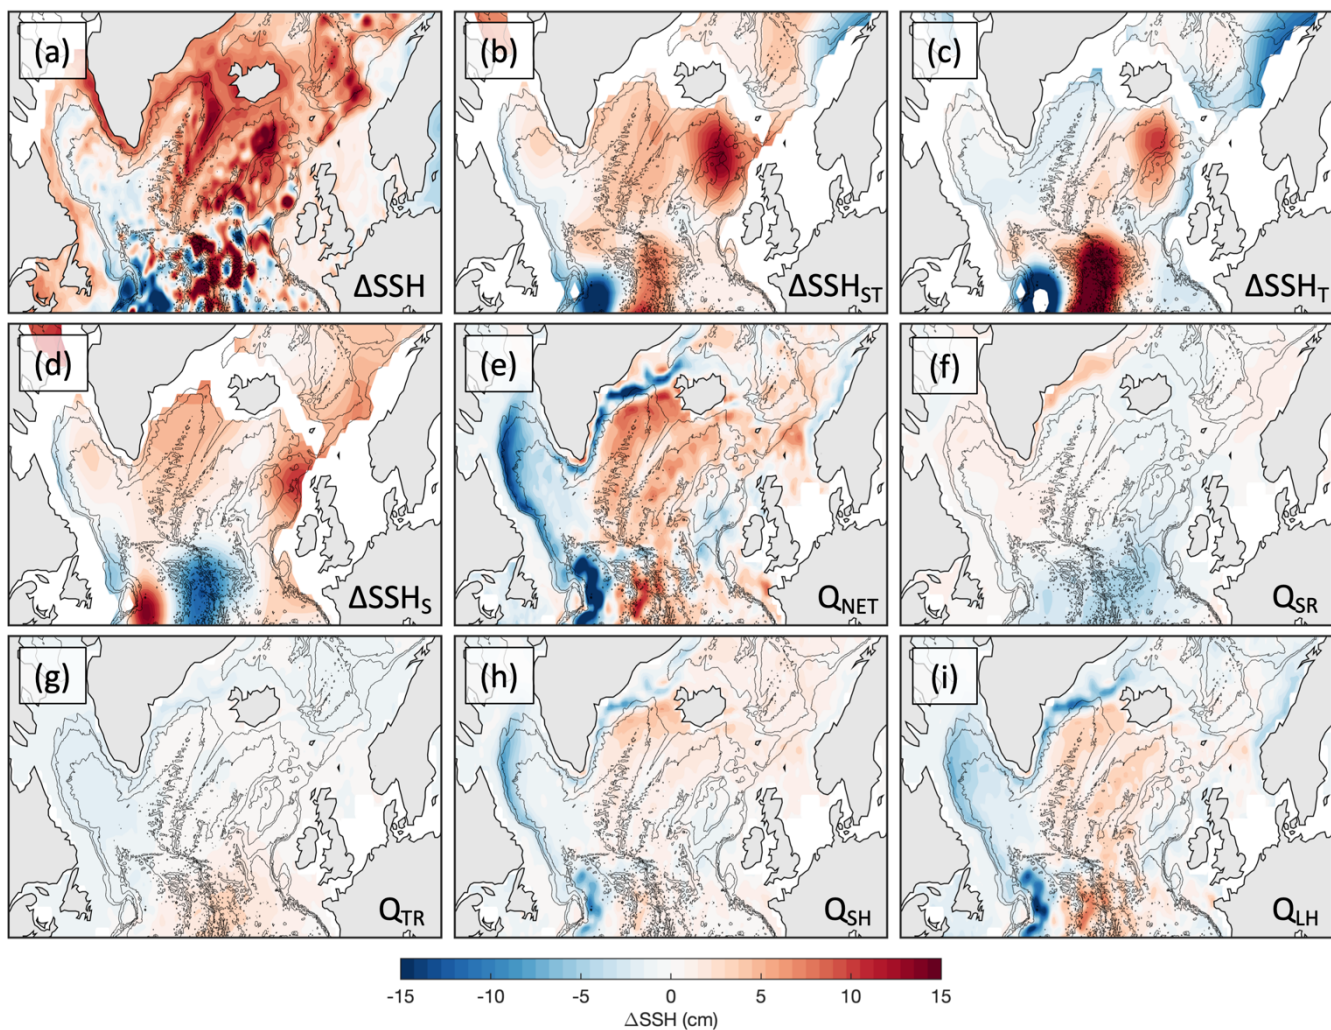 (a)
ΔSSH
(b)
ΔSSH_ST
(c)
ΔSSH_T
(d)
ΔSSH_S
(e)
Q_NET
(f)
Q_SR
(g)
Q_TR
(h)
Q_SH
(i)
Q_LH
-15 -10 -5 0 5 10 15
ΔSSH (cm)